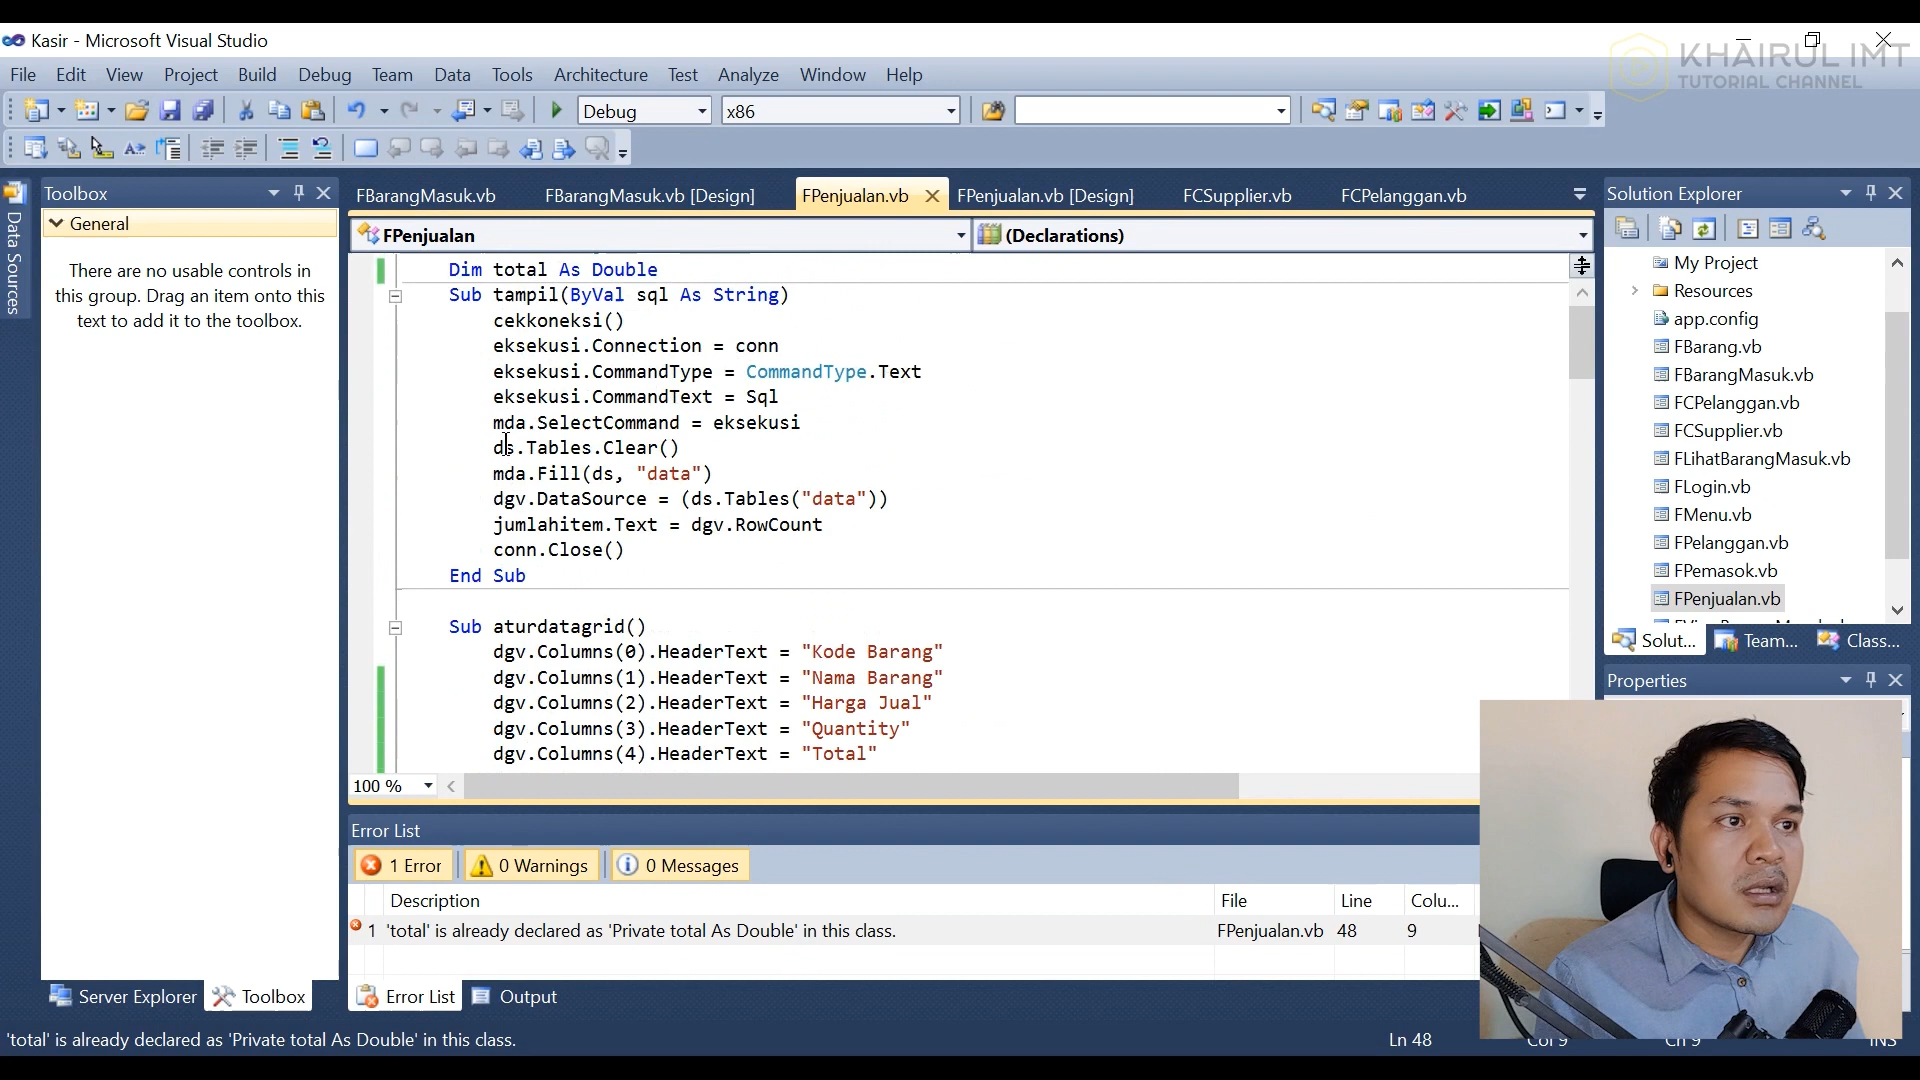 Kasir - Microsoft Visual Studio
KHAIRUL IMT
TUTORIAL CHANNEL
File Edit View Project Build Debug Team Data Tools Architecture Test Analyze Window Help
Debug x86
Data Sources
Toolbox
General
There are no usable controls in
this group. Drag an item onto this
text to add it to the toolbox.
FBarangMasuk.vb FBarangMasuk.vb [Design] FPenjualan.vb FPenjualan.vb [Design] FCSupplier.vb FCPelanggan.vb
FPenjualan (Declarations)
Dim total As Double
Sub tampil(ByVal sql As String)
cekkoneksi()
eksekusi.Connection = conn
eksekusi.CommandType = CommandType.Text
eksekusi.CommandText = Sql
mda.SelectCommand = eksekusi
ds.Tables.Clear()
mda.Fill(ds, "data")
dgv.DataSource = (ds.Tables("data"))
jumlahitem.Text = dgv.RowCount
conn.Close()
End Sub
Sub aturdatagrid()
dgv.Columns(0).HeaderText = "Kode Barang"
dgv.Columns(1).HeaderText = "Nama Barang"
dgv.Columns(2).HeaderText = "Harga Jual"
dgv.Columns(3).HeaderText = "Quantity"
dgv.Columns(4).HeaderText = "Total"
100 %
Solution Explorer
My Project
Resources
app.config
FBarang.vb
FBarangMasuk.vb
FCPelanggan.vb
FCSupplier.vb
FLihatBarangMasuk.vb
FLogin.vb
FMenu.vb
FPelanggan.vb
FPemasok.vb
FPenjualan.vb
Solut... Team... Class...
Properties
Error List
1 Error 0 Warnings 0 Messages
Description File Line Colu...
1 'total' is already declared as 'Private total As Double' in this class. FPenjualan.vb 48 9
Server Explorer Toolbox
Error List Output
'total' is already declared as 'Private total As Double' in this class.
Ln 48 Col 9 Ch 9 INS